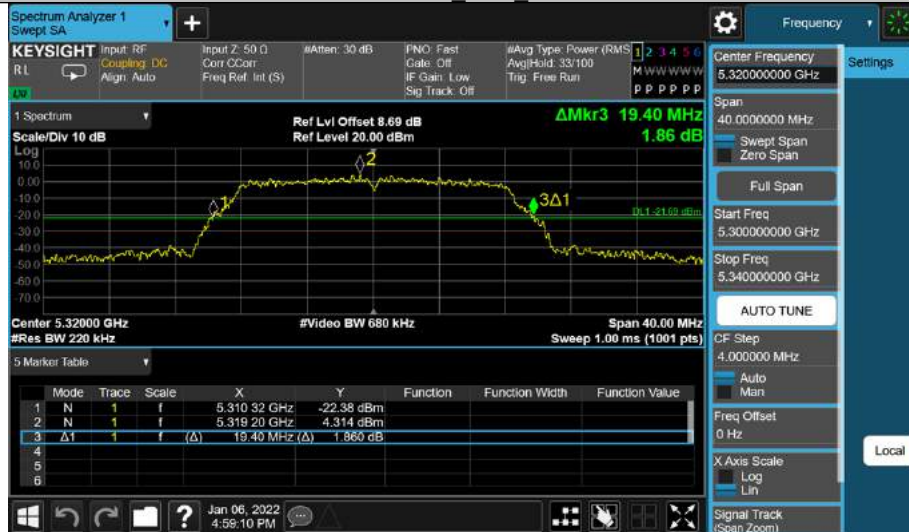 Spectrum Analyzer 1
Swept SA
Frequency
KEYSIGHT
RL
Input: RF
Coupling: DC
Align: Auto
Input Z: 50 Ω
Corr CCorr
Freq Ref: Int (S)
#Atten: 30 dB
PNO: Fast
Gate: Off
IF Gain: Low
Sig Track: Off
#Avg Type: Power (RMS
Avg|Hold: 33/100
Trig: Free Run
1 2 3 4 5 6
M W W W W W
P P P P P P
1 Spectrum
Scale/Div 10 dB
Ref Lvl Offset 8.69 dB
Ref Level 20.00 dBm
ΔMkr3 19.40 MHz
1.86 dB
Log
10.0
0.00
-10.0
-20.0
-30.0
-40.0
-50.0
-60.0
-70.0
1
2
3Δ1
DL1 -21.69 dBm
Center 5.32000 GHz
#Res BW 220 kHz
#Video BW 680 kHz
Span 40.00 MHz
Sweep 1.00 ms (1001 pts)
5 Marker Table
Mode Trace Scale X Y Function Function Width Function Value
1 N 1 f 5.310 32 GHz -22.38 dBm
2 N 1 f 5.319 20 GHz 4.314 dBm
3 Δ1 1 f (Δ) 19.40 MHz (Δ) 1.860 dB
4
5
6
Jan 06, 2022
4:59:10 PM
Center Frequency
5.320000000 GHz
Span
40.0000000 MHz
Swept Span
Zero Span
Full Span
Start Freq
5.300000000 GHz
Stop Freq
5.340000000 GHz
AUTO TUNE
CF Step
4.000000 MHz
Auto
Man
Freq Offset
0 Hz
X Axis Scale
Log
Lin
Signal Track
(Span Zoom)
Settings
Local